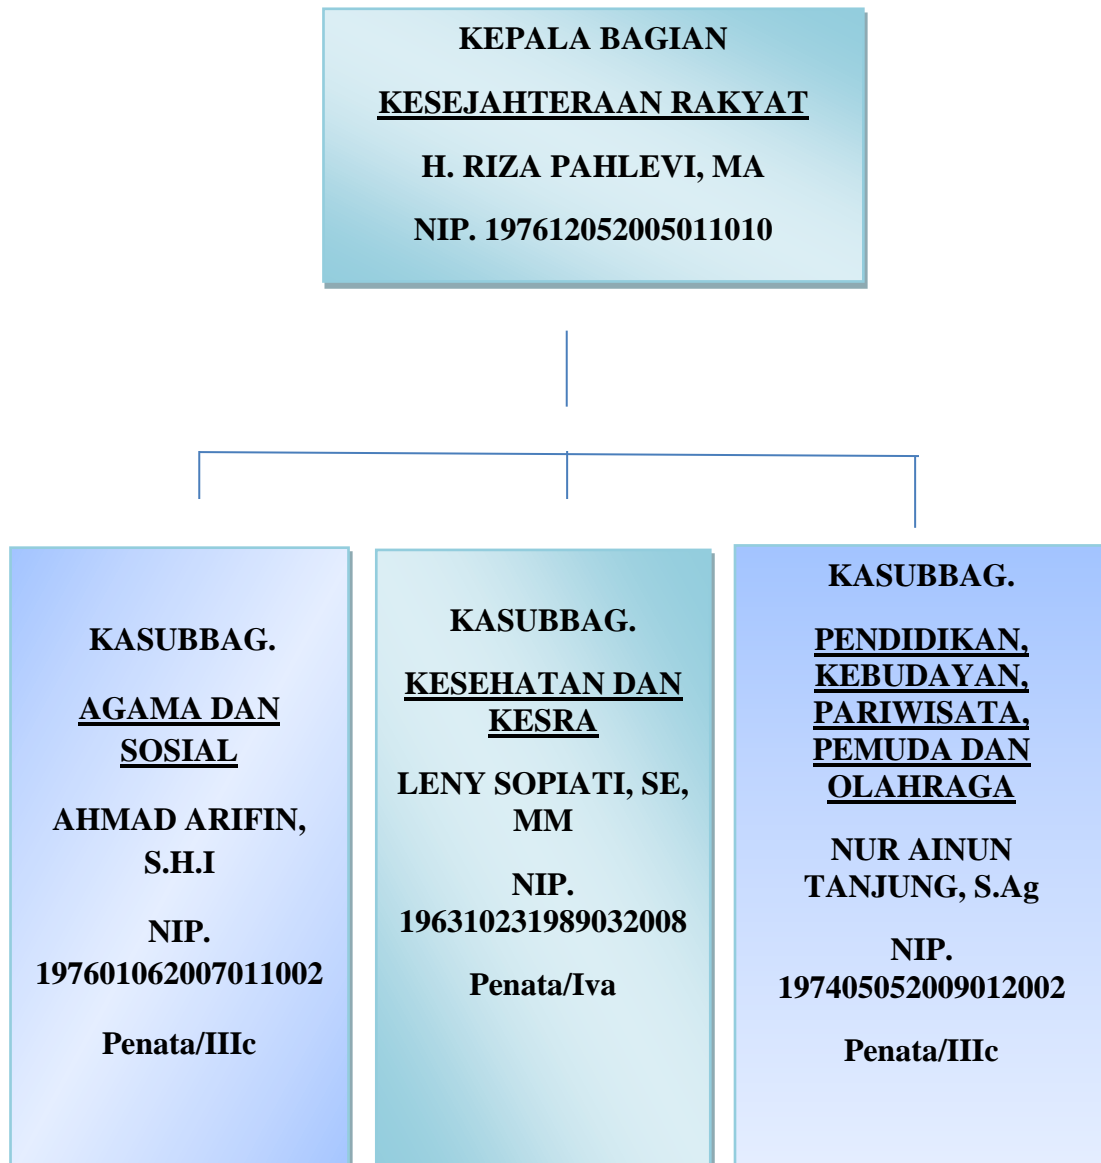 KEPALA BAGIAN
KESEJAHTERAAN RAKYAT
H. RIZA PAHLEVI, MA
NIP. 197612052005011010
KASUBBAG.
AGAMA DAN
SOSIAL
AHMAD ARIFIN,
S.H.I
NIP.
197601062007011002
Penata/IIIc
KASUBBAG.
KESEHATAN DAN
KESRA
LENY SOPIATI, SE,
MM
NIP.
196310231989032008
Penata/Iva
KASUBBAG.
PENDIDIKAN,
KEBUDAYAN,
PARIWISATA,
PEMUDA DAN
OLAHRAGA
NUR AINUN
TANJUNG, S.Ag
NIP.
197405052009012002
Penata/IIIc